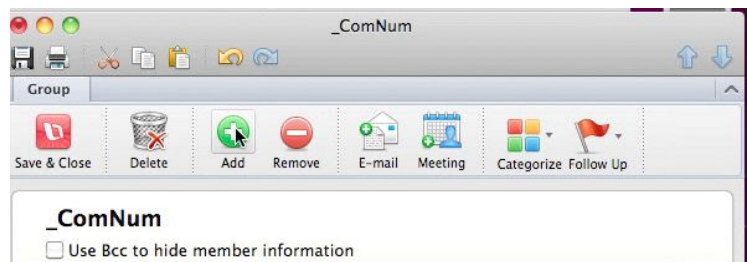 _ComNum
Group
Save & Close Delete Add Remove E-mail Meeting Categorize Follow Up
_ComNum
Use Bcc to hide member information